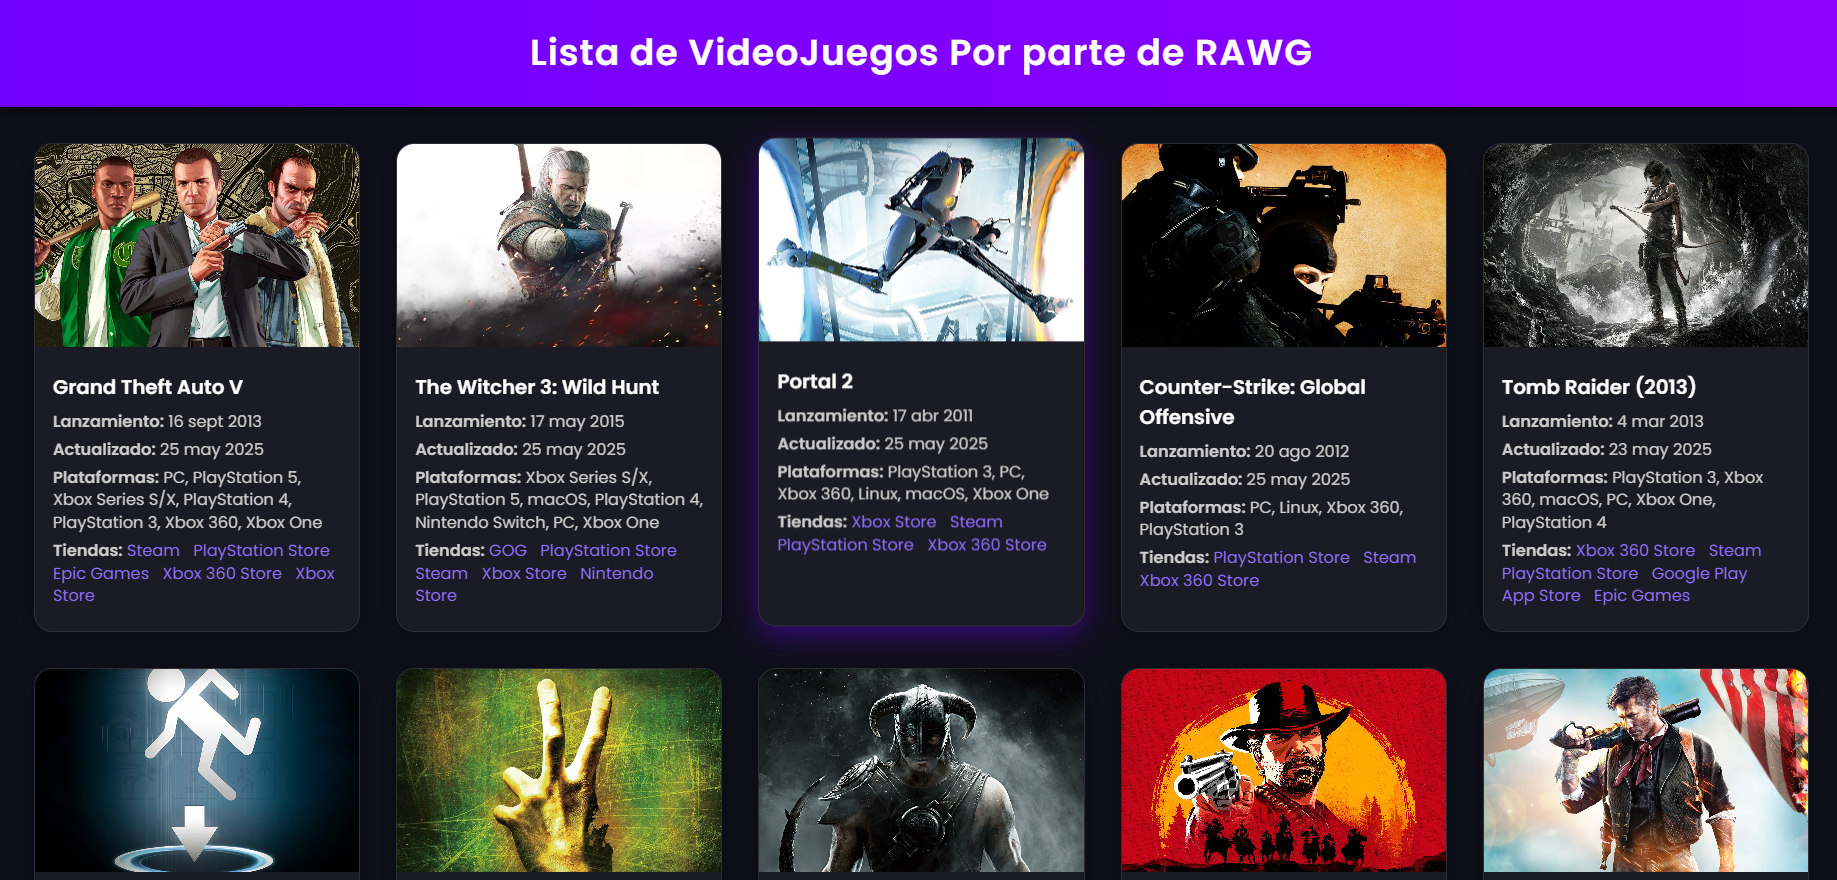 Lista de VideoJuegos Por parte de RAWG
Grand Theft Auto V
Lanzamiento: 16 sept 2013
Actualizado: 25 may 2025
Plataformas: PC, PlayStation 5,
Xbox Series S/X, PlayStation 4,
PlayStation 3, Xbox 360, Xbox One
Tiendas: Steam PlayStation Store
Epic Games Xbox 360 Store Xbox
Store
The Witcher 3: Wild Hunt
Lanzamiento: 17 may 2015
Actualizado: 25 may 2025
Plataformas: Xbox Series S/X,
PlayStation 5, macOS, PlayStation 4,
Nintendo Switch, PC, Xbox One
Tiendas: GOG PlayStation Store
Steam Xbox Store Nintendo
Store
Portal 2
Lanzamiento: 17 abr 2011
Actualizado: 25 may 2025
Plataformas: PlayStation 3, PC,
Xbox 360, Linux, macOS, Xbox One
Tiendas: Xbox Store Steam
PlayStation Store Xbox 360 Store
Counter-Strike: Global
Offensive
Lanzamiento: 20 ago 2012
Actualizado: 25 may 2025
Plataformas: PC, Linux, Xbox 360,
PlayStation 3
Tiendas: PlayStation Store Steam
Xbox 360 Store
Tomb Raider (2013)
Lanzamiento: 4 mar 2013
Actualizado: 23 may 2025
Plataformas: PlayStation 3, Xbox
360, macOS, PC, Xbox One,
PlayStation 4
Tiendas: Xbox 360 Store Steam
PlayStation Store Google Play
App Store Epic Games